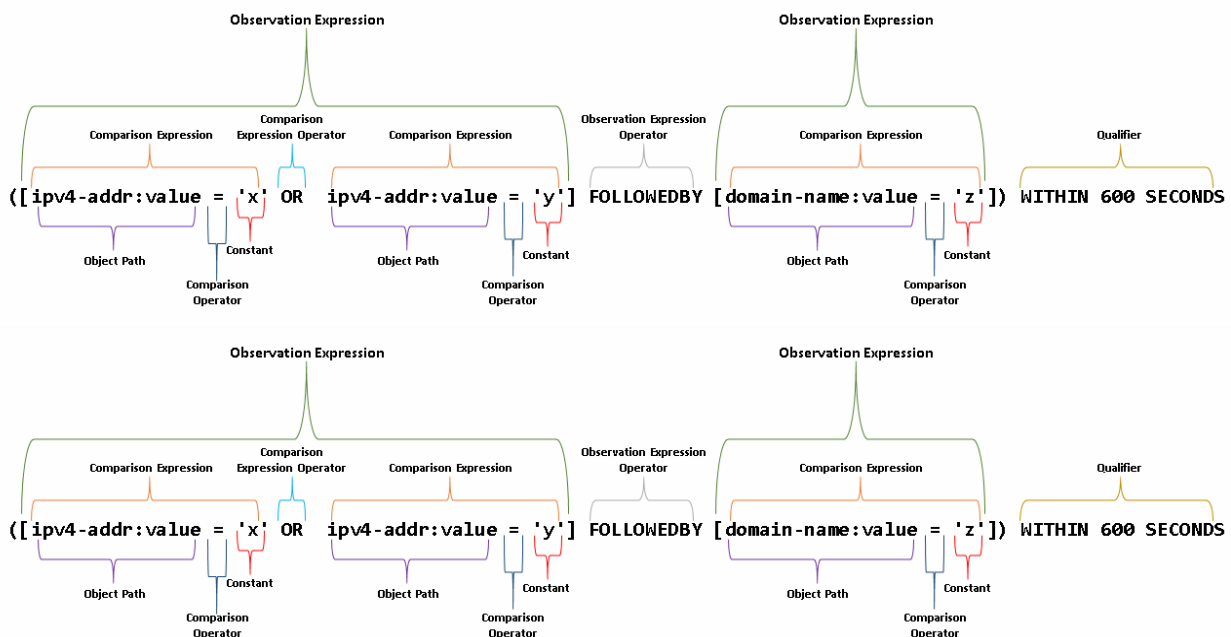 Observation Expression Observation Expression
Comparison
Comparison Expression Expression Operator Comparison Expression Observation Expression Operator Comparison Expression Qualifier
([ipv4-addr:value = 'x' OR ipv4-addr:value = 'y'] FOLLOWEDBY [domain-name:value = 'z']) WITHIN 600 SECONDS
Constant Constant Constant
Object Path Object Path Object Path
Comparison Comparison Comparison
Operator Operator Operator
Observation Expression Observation Expression
Comparison
Comparison Expression Expression Operator Comparison Expression Observation Expression Operator Comparison Expression Qualifier
([ipv4-addr:value = 'x' OR ipv4-addr:value = 'y'] FOLLOWEDBY [domain-name:value = 'z']) WITHIN 600 SECONDS
Constant Constant Constant
Object Path Object Path Object Path
Comparison Comparison Comparison
Operator Operator Operator